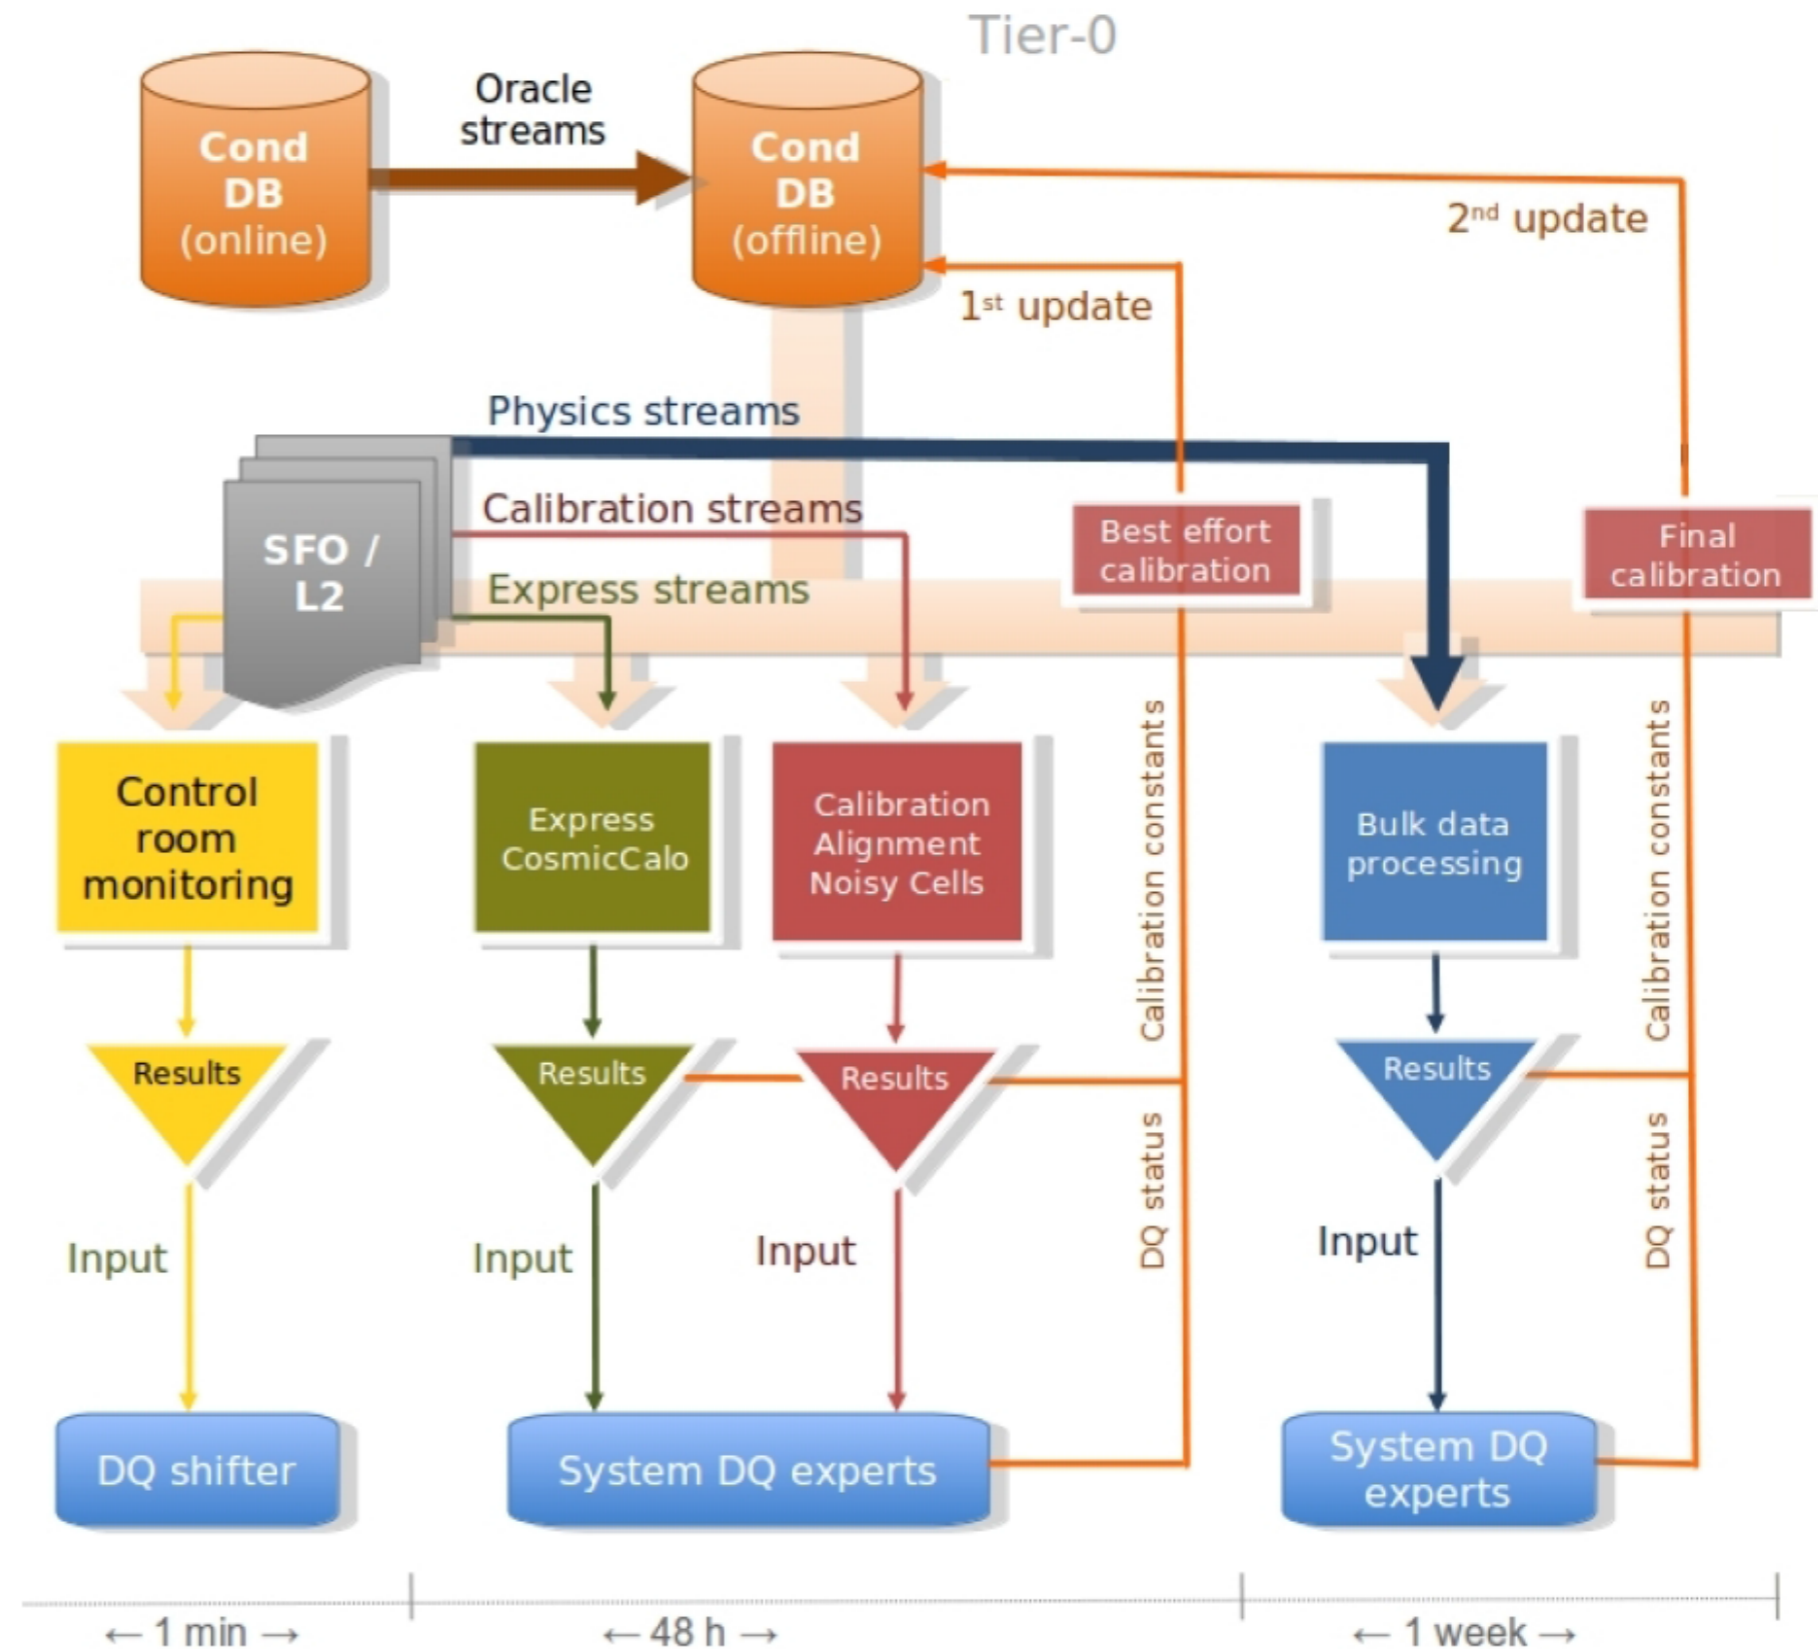 Tier-0
Oracle
streams
Cond
DB
(online)
Cond
DB
(offline)
2nd update
1st update
Physics streams
Calibration streams
Express streams
SFO /
L2
Best effort
calibration
Final
calibration
Control
room
monitoring
Express
CosmicCalo
Calibration
Alignment
Noisy Cells
Calibration constants
Bulk data
processing
Calibration constants
Results
Results
Results
Results
DQ status
DQ status
Input
Input
Input
Input
DQ shifter
System DQ experts
System DQ
experts
← 1 min →
← 48 h →
← 1 week →